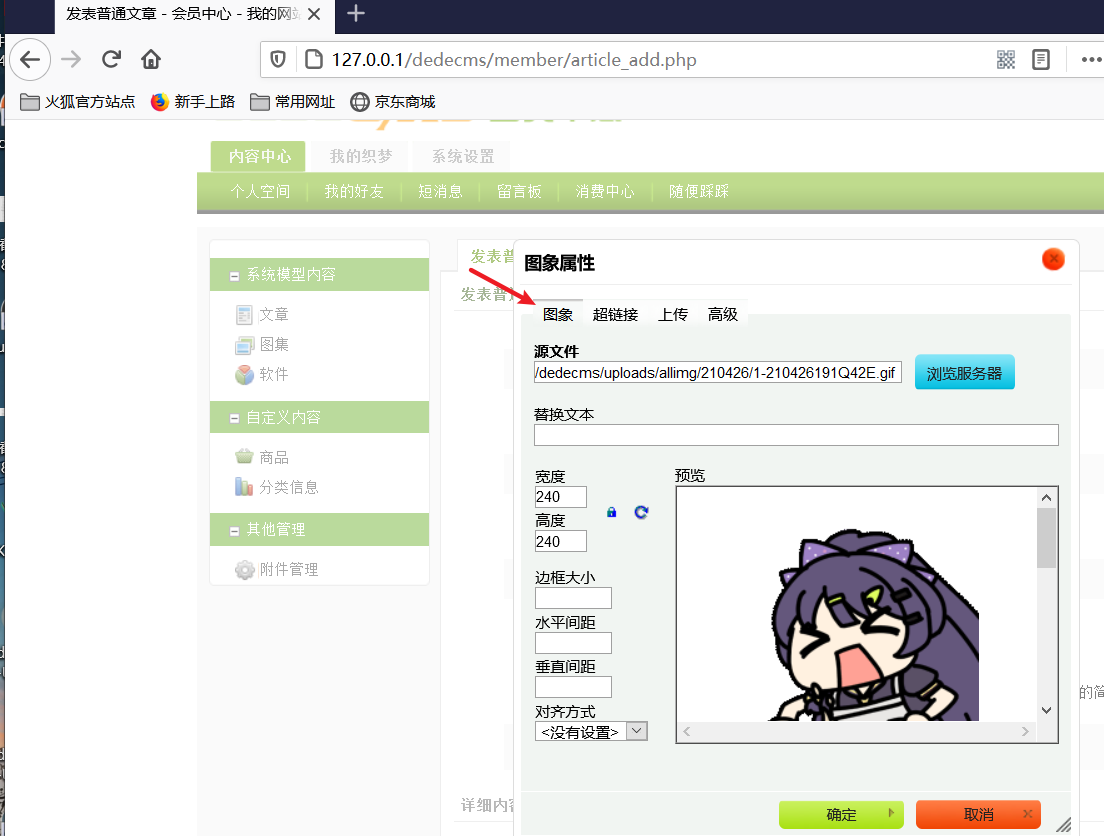 发表普通文章 - 会员中心 - 我的网站
127.0.0.1/dedecms/member/article_add.php
火狐官方站点 新手上路 常用网址 京东商城
内容中心 我的织梦 系统设置
个人空间 我的好友 短消息 留言板 消费中心 随便踩踩
系统模型内容
文章
图集
软件
自定义内容
商品
分类信息
其他管理
附件管理
发表普
发表普
图象属性
图象 超链接 上传 高级
源文件
/dedecms/uploads/allimg/210426/1-210426191Q42E.gif 浏览服务器
替换文本
宽度
240
高度
240
预览
边框大小
水平间距
垂直间距
对齐方式
<没有设置>
的简
详细内容
确定 取消